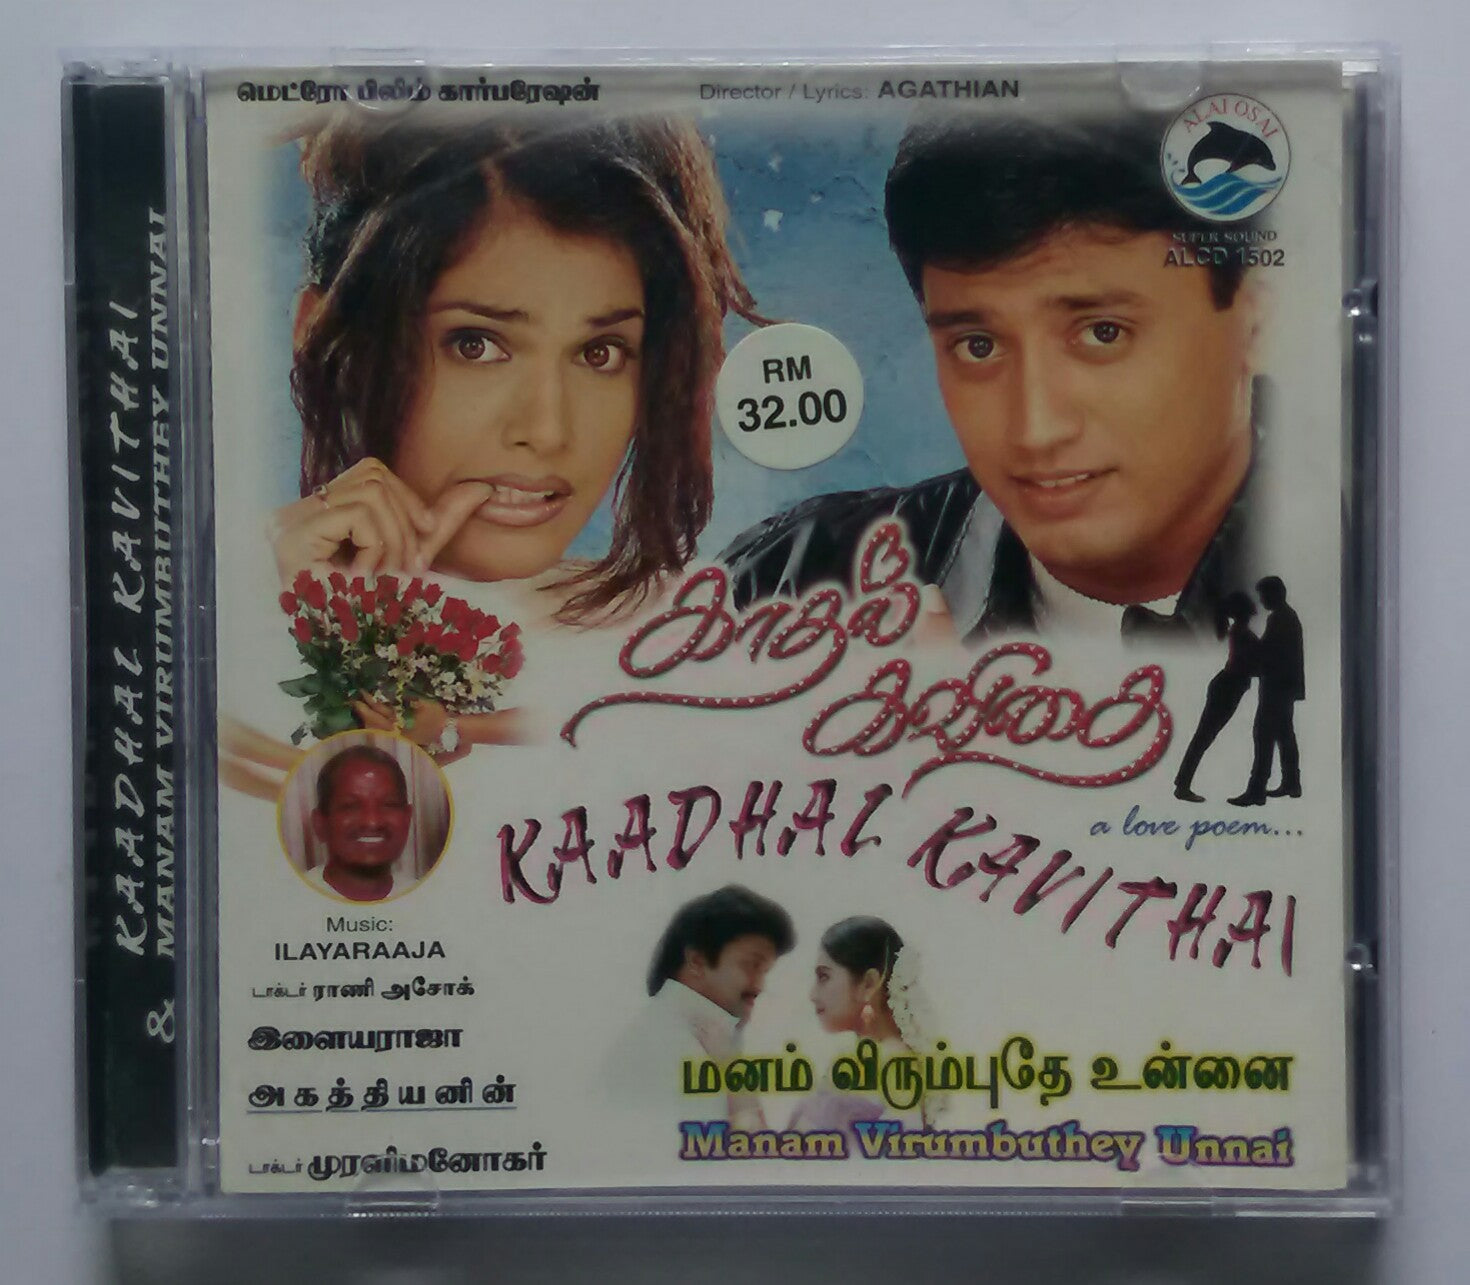 மெட்ரோ பிலிம் கார்பரேஷன்
Director / Lyrics: AGATHIAN
ALAI OSAI
SUPER SOUND
ALCD 1502
RM
32.00
காதல்
கவிதை
KAADHAL KAVITHAI
a love poem...
Music:
ILAYARAAJA
டாக்டர் ராணி அசோக்
இளையராஜா
அகத்தியனின்
டாக்டர் முரளிமனோகர்
மனம் விரும்புதே உன்னை
Manam Virumbuthey Unnai
KAADHAL KAVITHAI
& MANAM VIRUMBUTHEY UNNAI